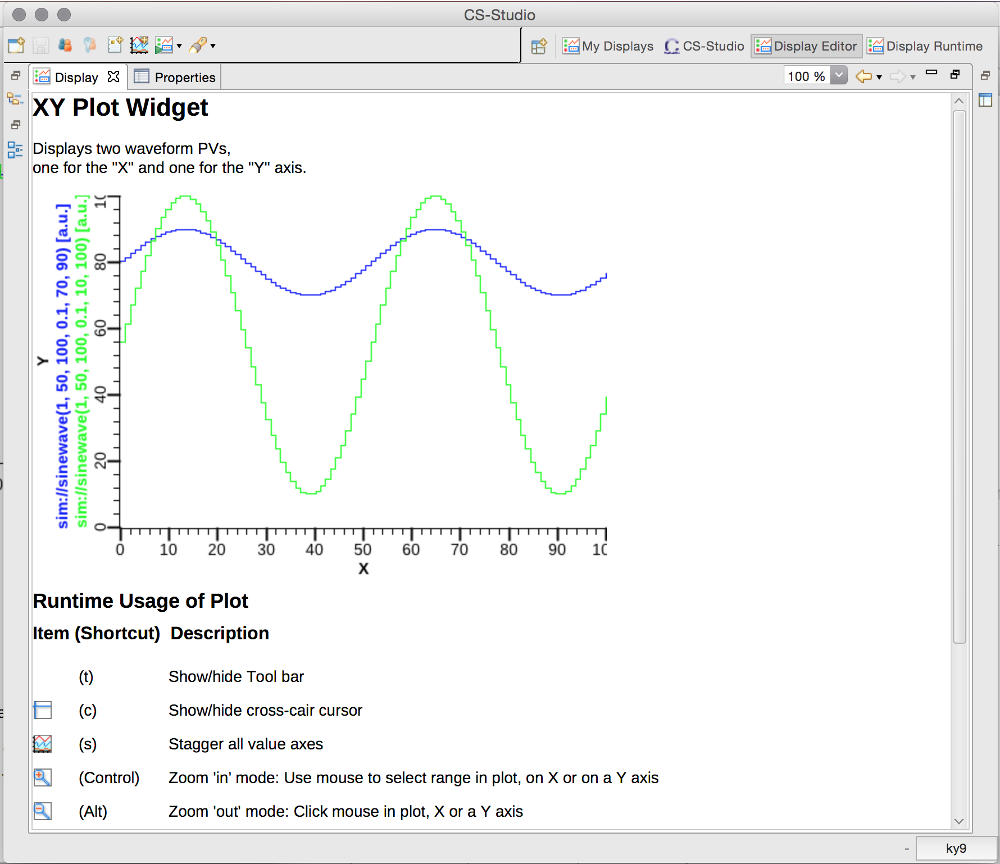 CS-Studio
My Displays
CS-Studio
Display Editor
Display Runtime
Display
Properties
100 %
XY Plot Widget
Displays two waveform PVs,
one for the "X" and one for the "Y" axis.
Y
sim://sinewave(1, 50, 100, 0.1, 70, 90) [a.u.]
sim://sinewave(1, 50, 100, 0.1, 10, 100) [a.u.]
10
80
60
40
20
0
0 10 20 30 40 50 60 70 80 90 10
X
Runtime Usage of Plot
Item (Shortcut) Description
(t) Show/hide Tool bar
(c) Show/hide cross-cair cursor
(s) Stagger all value axes
(Control) Zoom 'in' mode: Use mouse to select range in plot, on X or on a Y axis
(Alt) Zoom 'out' mode: Click mouse in plot, X or a Y axis
- ky9